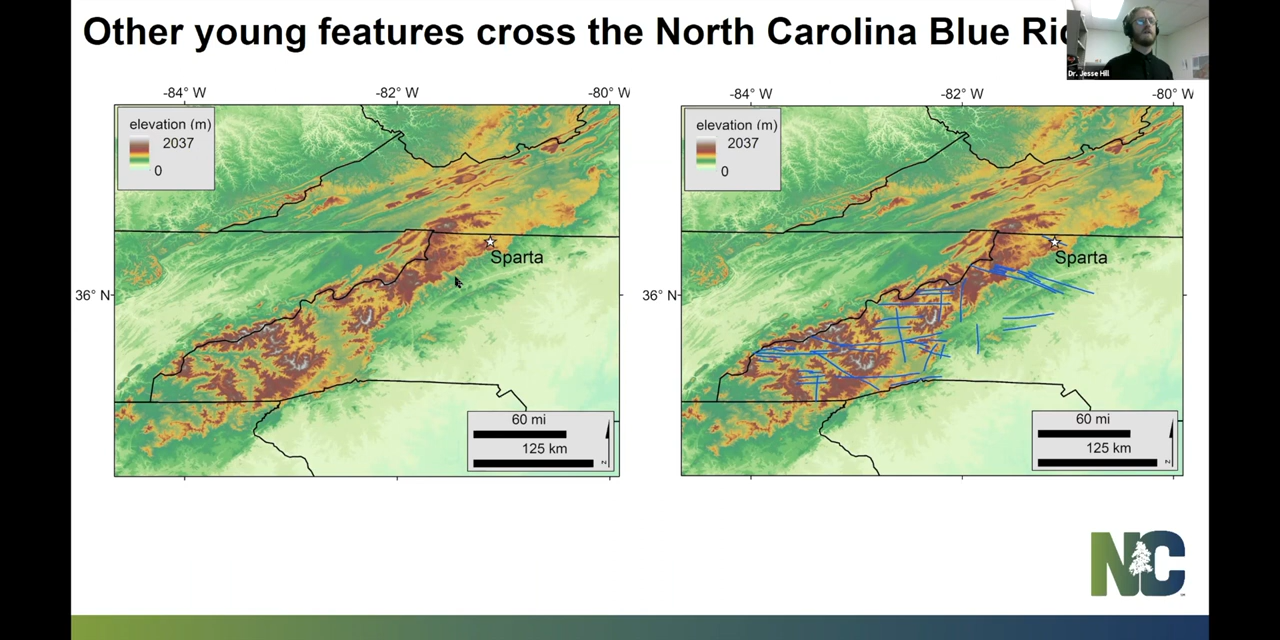 Other young features cross the North Carolina Blue Ri
Dr. Jesse Hill
-84° W
-82° W
-80° W
elevation (m)
2037
0
Sparta
36° N
60 mi
125 km
N
-84° W
-82° W
-80° W
elevation (m)
2037
0
Sparta
36° N
60 mi
125 km
N
NC